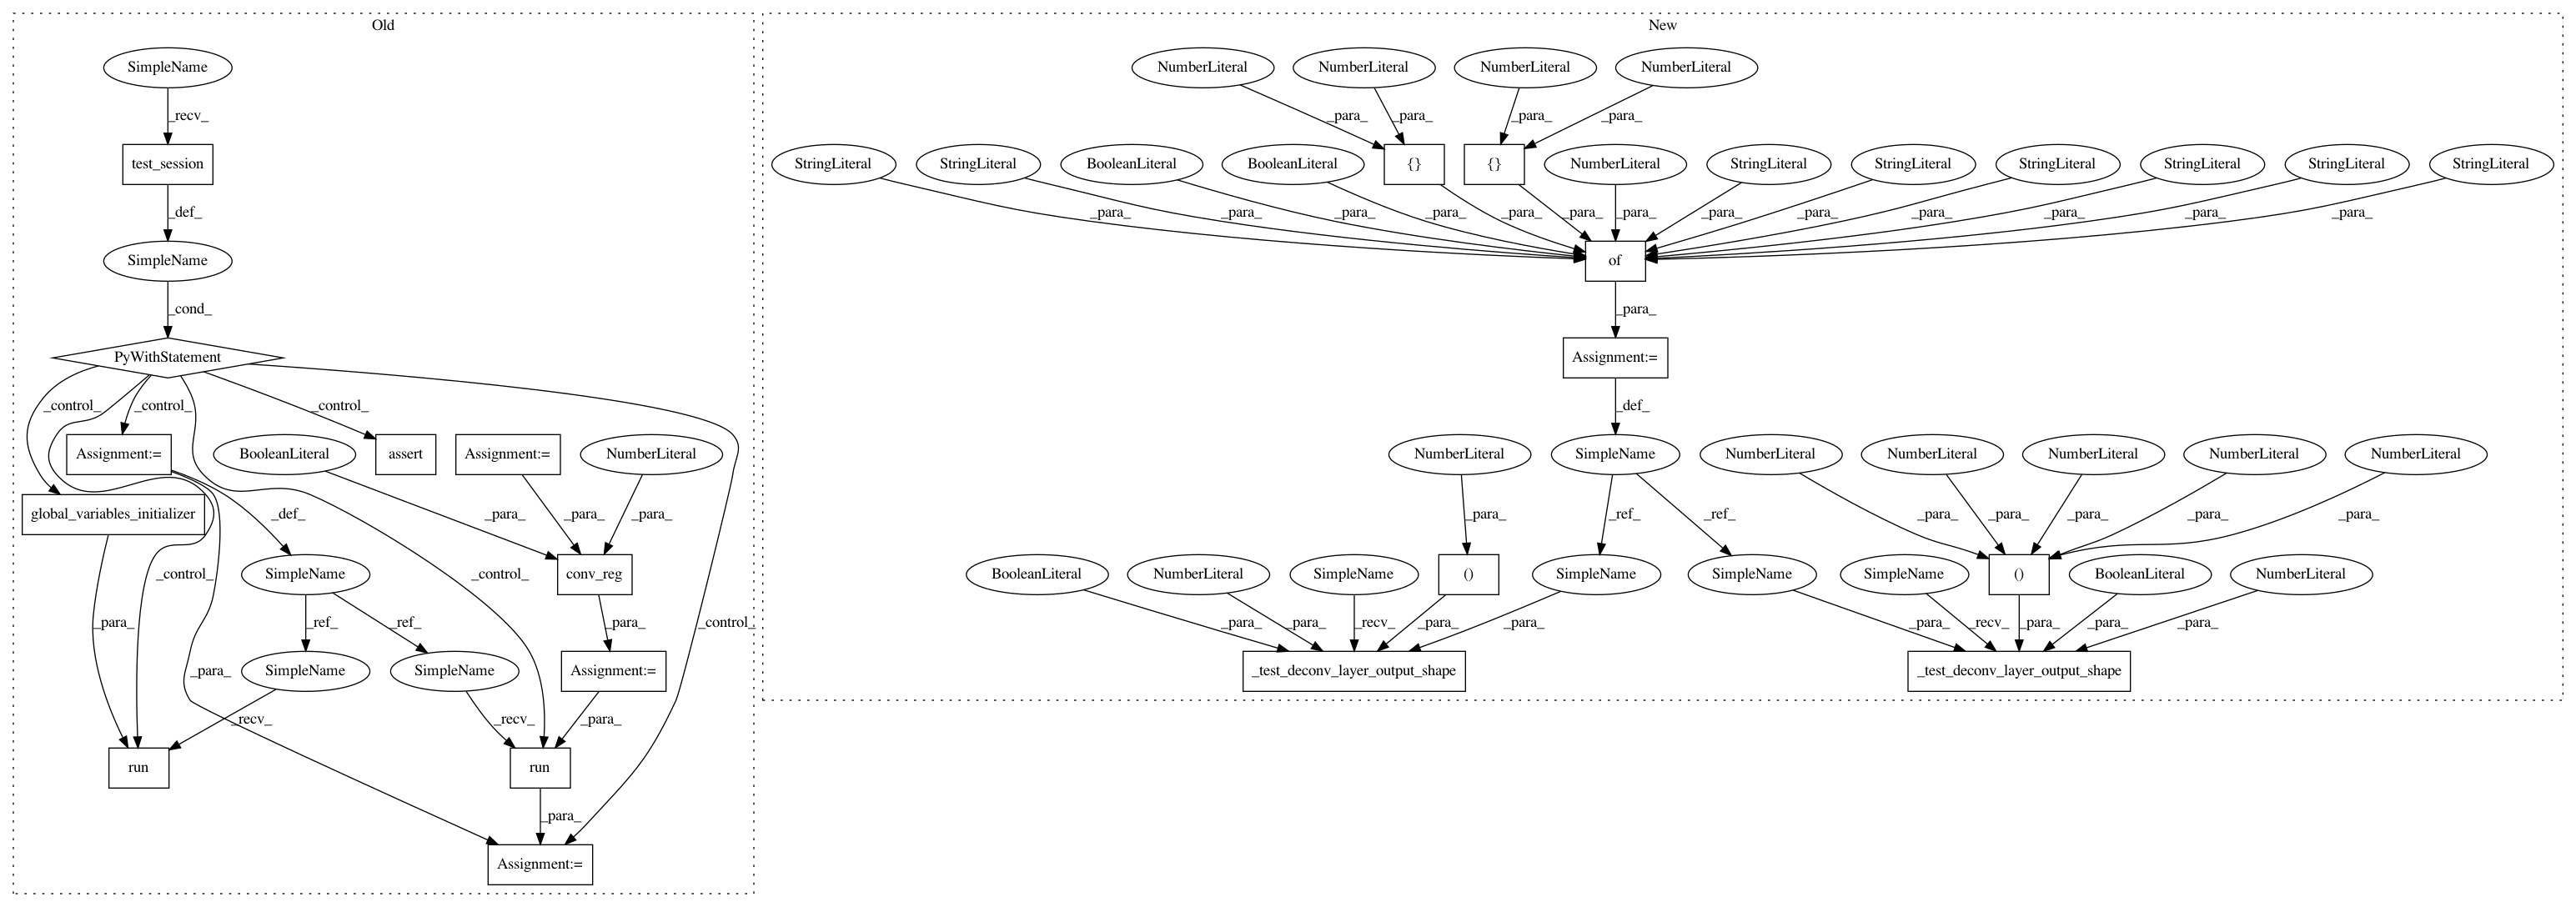 Old
New
SimpleName
NumberLiteral
NumberLiteral
NumberLiteral
NumberLiteral
_recv_
_para_
_para_
_para_
_para_
test_session
StringLiteral
StringLiteral
BooleanLiteral
BooleanLiteral
{}
{}
NumberLiteral
StringLiteral
StringLiteral
StringLiteral
StringLiteral
StringLiteral
StringLiteral
_def_
_para_
_para_
_para_
_para_
_para_
_para_
_para_
_para_
_para_
_para_
_para_
_para_
_para_
SimpleName
of
_cond_
_para_
PyWithStatement
Assignment:=
_control_
_control_
_control_
_def_
Assignment:=
BooleanLiteral
assert
Assignment:=
NumberLiteral
NumberLiteral
SimpleName
NumberLiteral
NumberLiteral
NumberLiteral
NumberLiteral
NumberLiteral
global_variables_initializer
_def_
_para_
_para_
_para_
_para_
_ref_
_ref_
_para_
_para_
_para_
_para_
_para_
_control_
SimpleName
_control_
conv_reg
BooleanLiteral
NumberLiteral
SimpleName
()
SimpleName
SimpleName
SimpleName
()
BooleanLiteral
NumberLiteral
_para_
_ref_
_ref_
_para_
_control_
_para_
_para_
_recv_
_para_
_para_
_para_
_recv_
_para_
_para_
_para_
_para_
SimpleName
SimpleName
Assignment:=
_test_deconv_layer_output_shape
_test_deconv_layer_output_shape
_recv_
_recv_
_para_
run
run
_para_
Assignment:=